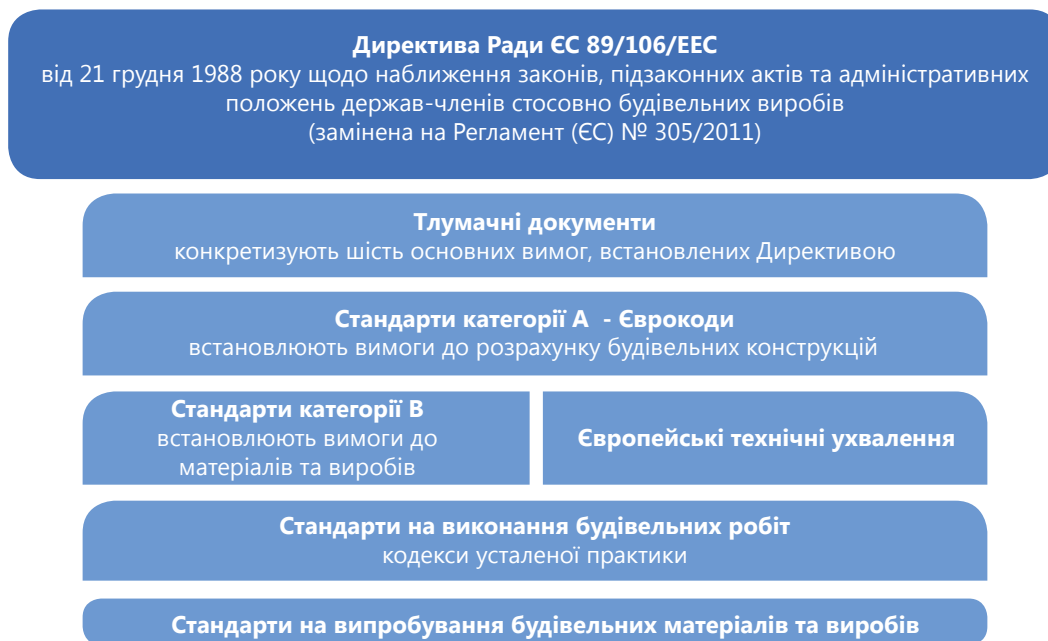 Директива Ради ЄС 89/106/ЕЕС
від 21 грудня 1988 року щодо наближення законів, підзаконних актів та адміністративних
положень держав-членів стосовно будівельних виробів
(замінена на Регламент (ЄС) № 305/2011)
Тлумачні документи
конкретизують шість основних вимог, встановлених Директивою
Стандарти категорії А - Єврокоди
встановлюють вимоги до розрахунку будівельних конструкцій
Стандарти категорії В
встановлюють вимоги до
матеріалів та виробів
Європейські технічні ухвалення
Стандарти на виконання будівельних робіт
кодекси усталеної практики
Стандарти на випробування будівельних матеріалів та виробів